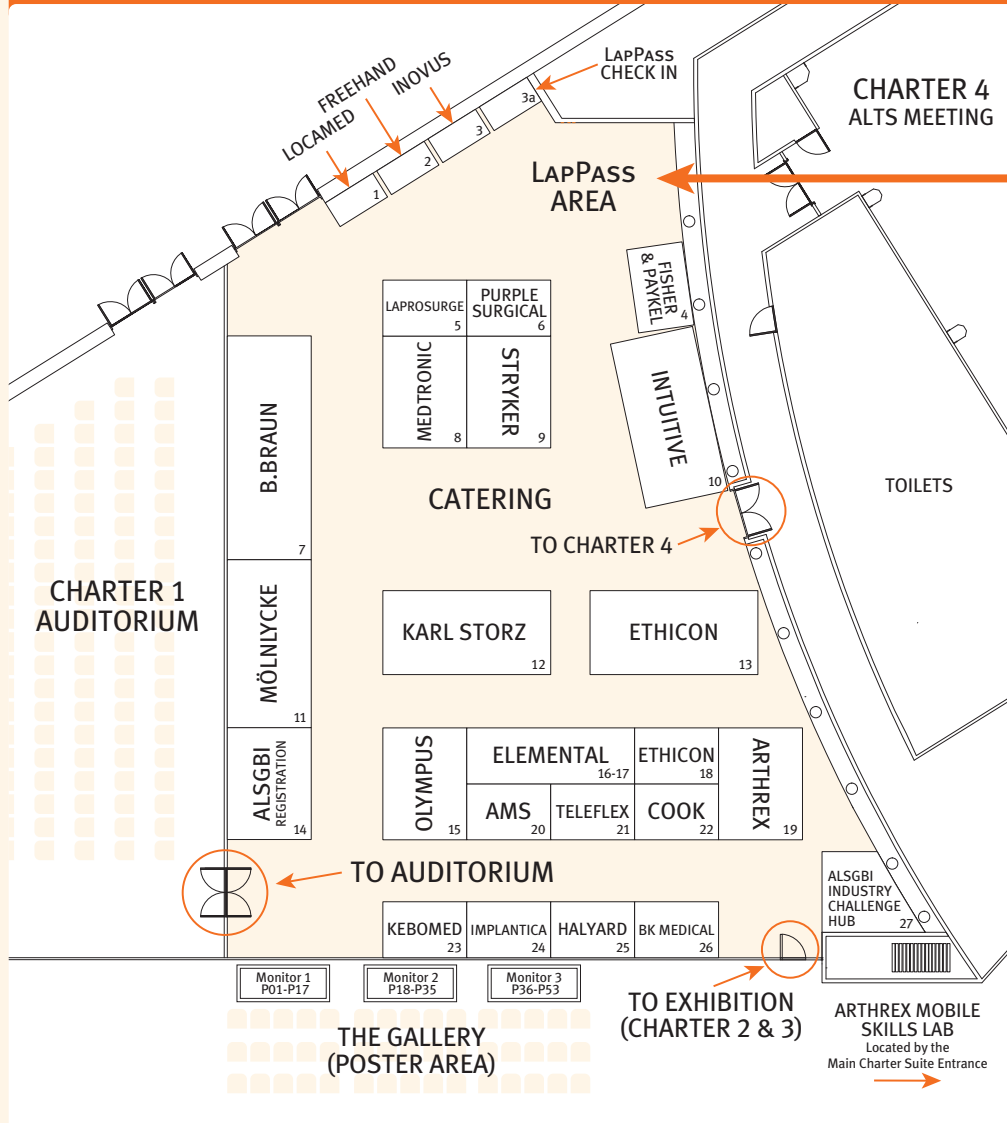 LAPPASS
CHECK IN
FREEHAND
INOVUS
LOCAMED
3a
3
2
1
CHARTER 4
ALTS MEETING
LAPPASS
AREA
FISHER
& PAYKEL
4
LAPROSURGE
5
PURPLE
SURGICAL
6
MEDTRONIC
8
STRYKER
9
INTUITIVE
10
B.BRAUN
7
CATERING
TOILETS
TO CHARTER 4
CHARTER 1
AUDITORIUM
MÖLNLYCKE
11
KARL STORZ
12
ETHICON
13
ALSGBI
REGISTRATION
14
OLYMPUS
15
ELEMENTAL
16-17
ETHICON
18
ARTHREX
19
AMS
20
TELEFLEX
21
COOK
22
TO AUDITORIUM
ALSGBI
INDUSTRY
CHALLENGE
HUB
27
KEBOMED
23
IMPLANTICA
24
HALYARD
25
BK MEDICAL
26
Monitor 1
P01-P17
Monitor 2
P18-P35
Monitor 3
P36-P53
TO EXHIBITION
(CHARTER 2 & 3)
THE GALLERY
(POSTER AREA)
ARTHREX MOBILE
SKILLS LAB
Located by the
Main Charter Suite Entrance